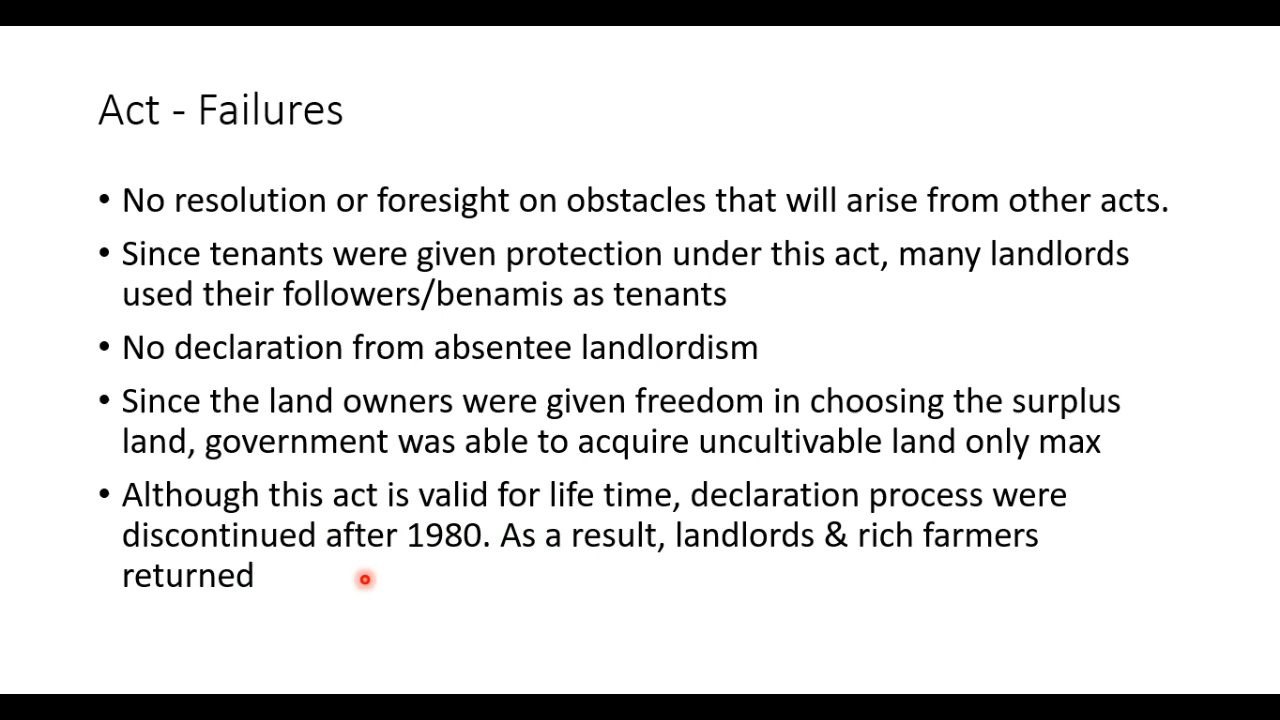 Act - Failures
• No resolution or foresight on obstacles that will arise from other acts.
• Since tenants were given protection under this act, many landlords
used their followers/benamis as tenants
• No declaration from absentee landlordism
• Since the land owners were given freedom in choosing the surplus
land, government was able to acquire uncultivable land only max
• Although this act is valid for life time, declaration process were
discontinued after 1980. As a result, landlords & rich farmers
returned